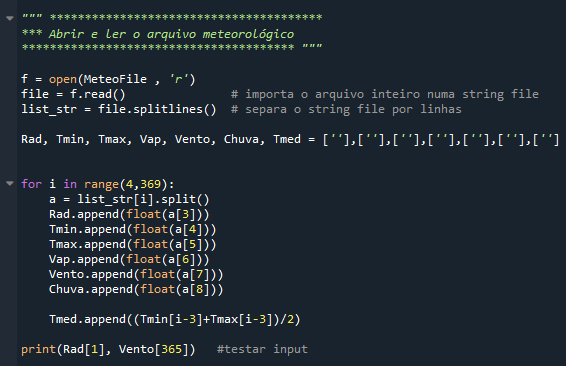 """ ***************************************
*** Abrir e ler o arquivo meteorológico
*************************************** """
f = open(MeteoFile , 'r')
file = f.read()               # importa o arquivo inteiro numa string file
list_str = file.splitlines()  # separa o string file por linhas
Rad, Tmin, Tmax, Vap, Vento, Chuva, Tmed = [''],[''],[''],[''],[''],[''],['']
for i in range(4,369):
    a = list_str[i].split()
    Rad.append(float(a[3]))
    Tmin.append(float(a[4]))
    Tmax.append(float(a[5]))
    Vap.append(float(a[6]))
    Vento.append(float(a[7]))
    Chuva.append(float(a[8]))
    Tmed.append((Tmin[i-3]+Tmax[i-3])/2)
print(Rad[1], Vento[365])   #testar input